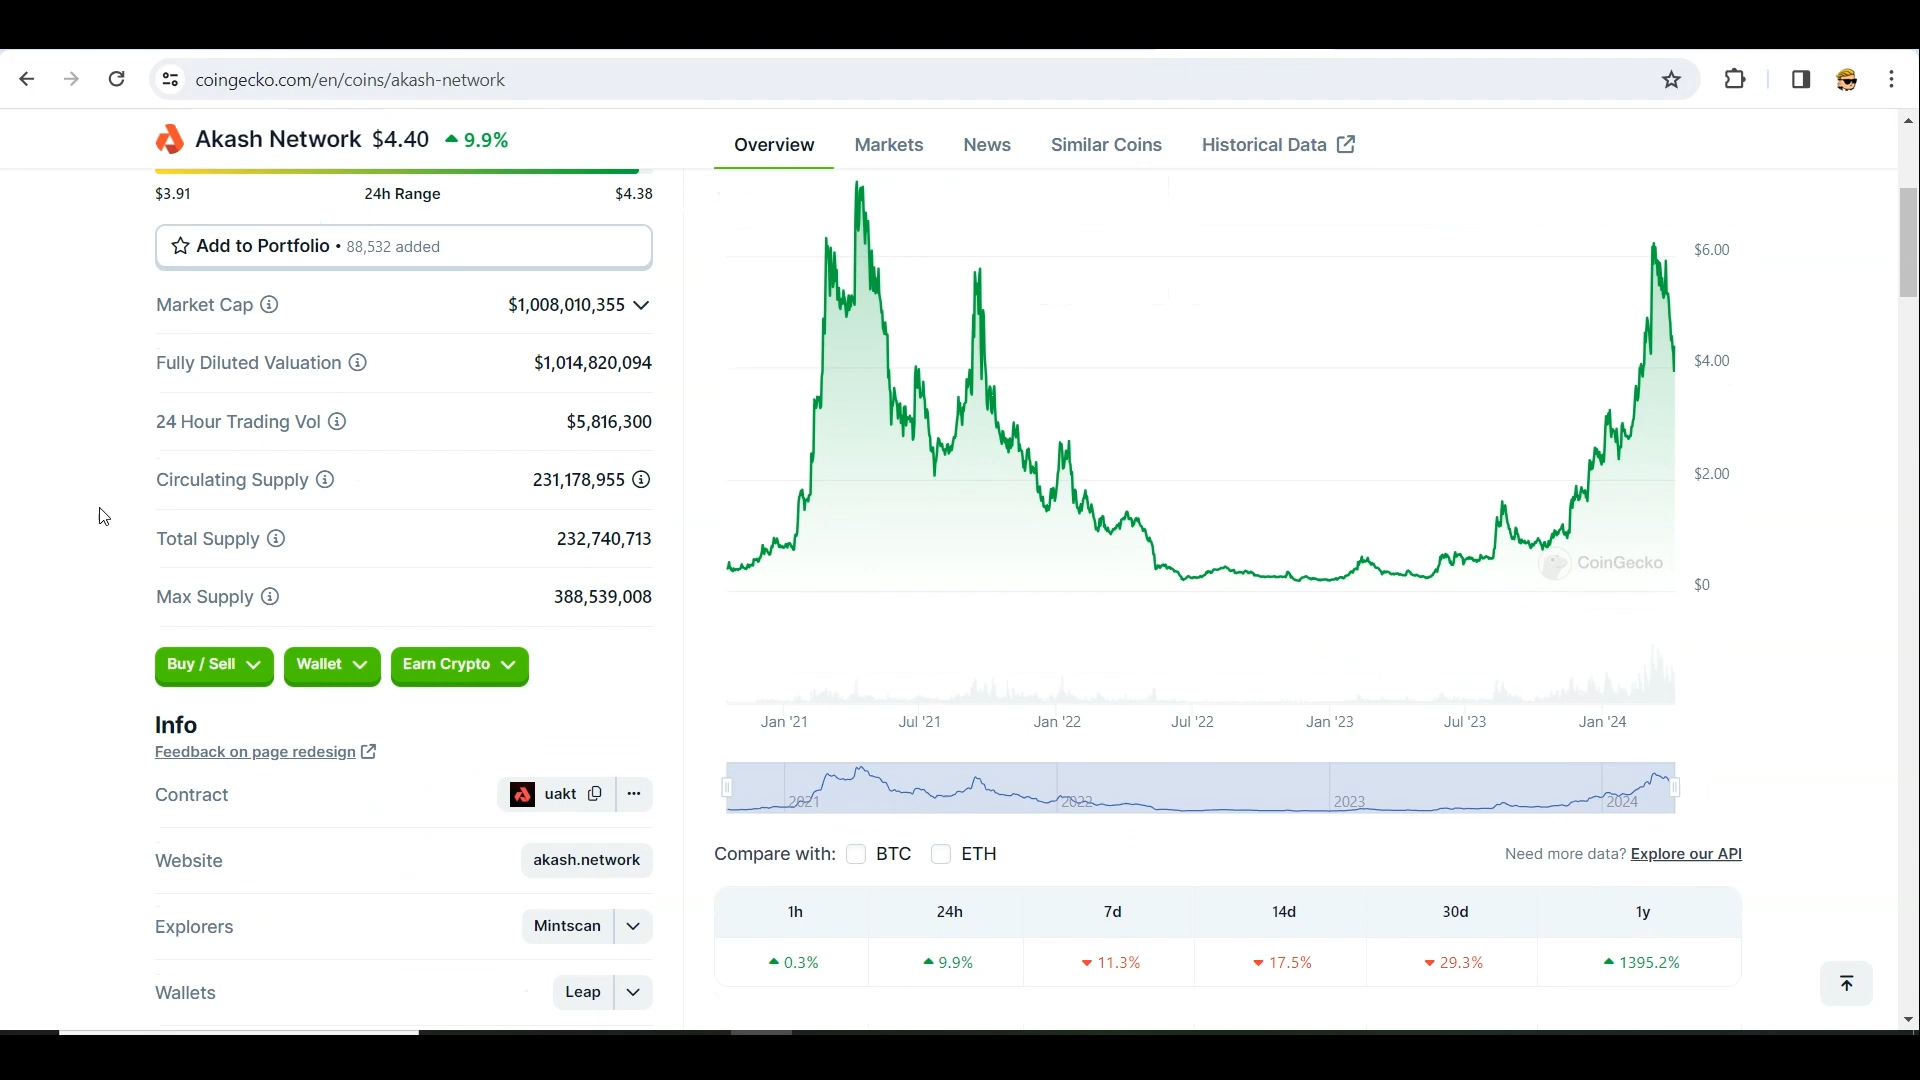 coingecko.com/en/coins/akash-network
Akash Network $4.40 9.9%
Overview Markets News Similar Coins Historical Data
$3.91 24h Range $4.38
Add to Portfolio • 88,532 added
Market Cap $1,008,010,355
Fully Diluted Valuation $1,014,820,094
24 Hour Trading Vol $5,816,300
Circulating Supply 231,178,955
Total Supply 232,740,713
Max Supply 388,539,008
Buy / Sell Wallet Earn Crypto
Info
Feedback on page redesign
Contract uakt
Website akash.network
Explorers Mintscan
Wallets Leap
$6.00
$4.00
$2.00
$0
CoinGecko
Jan '21 Jul '21 Jan '22 Jul '22 Jan '23 Jul '23 Jan '24
2021 2022 2023 2024
Compare with: BTC ETH
Need more data? Explore our API
1h 24h 7d 14d 30d 1y
0.3% 9.9% 11.3% 17.5% 29.3% 1395.2%